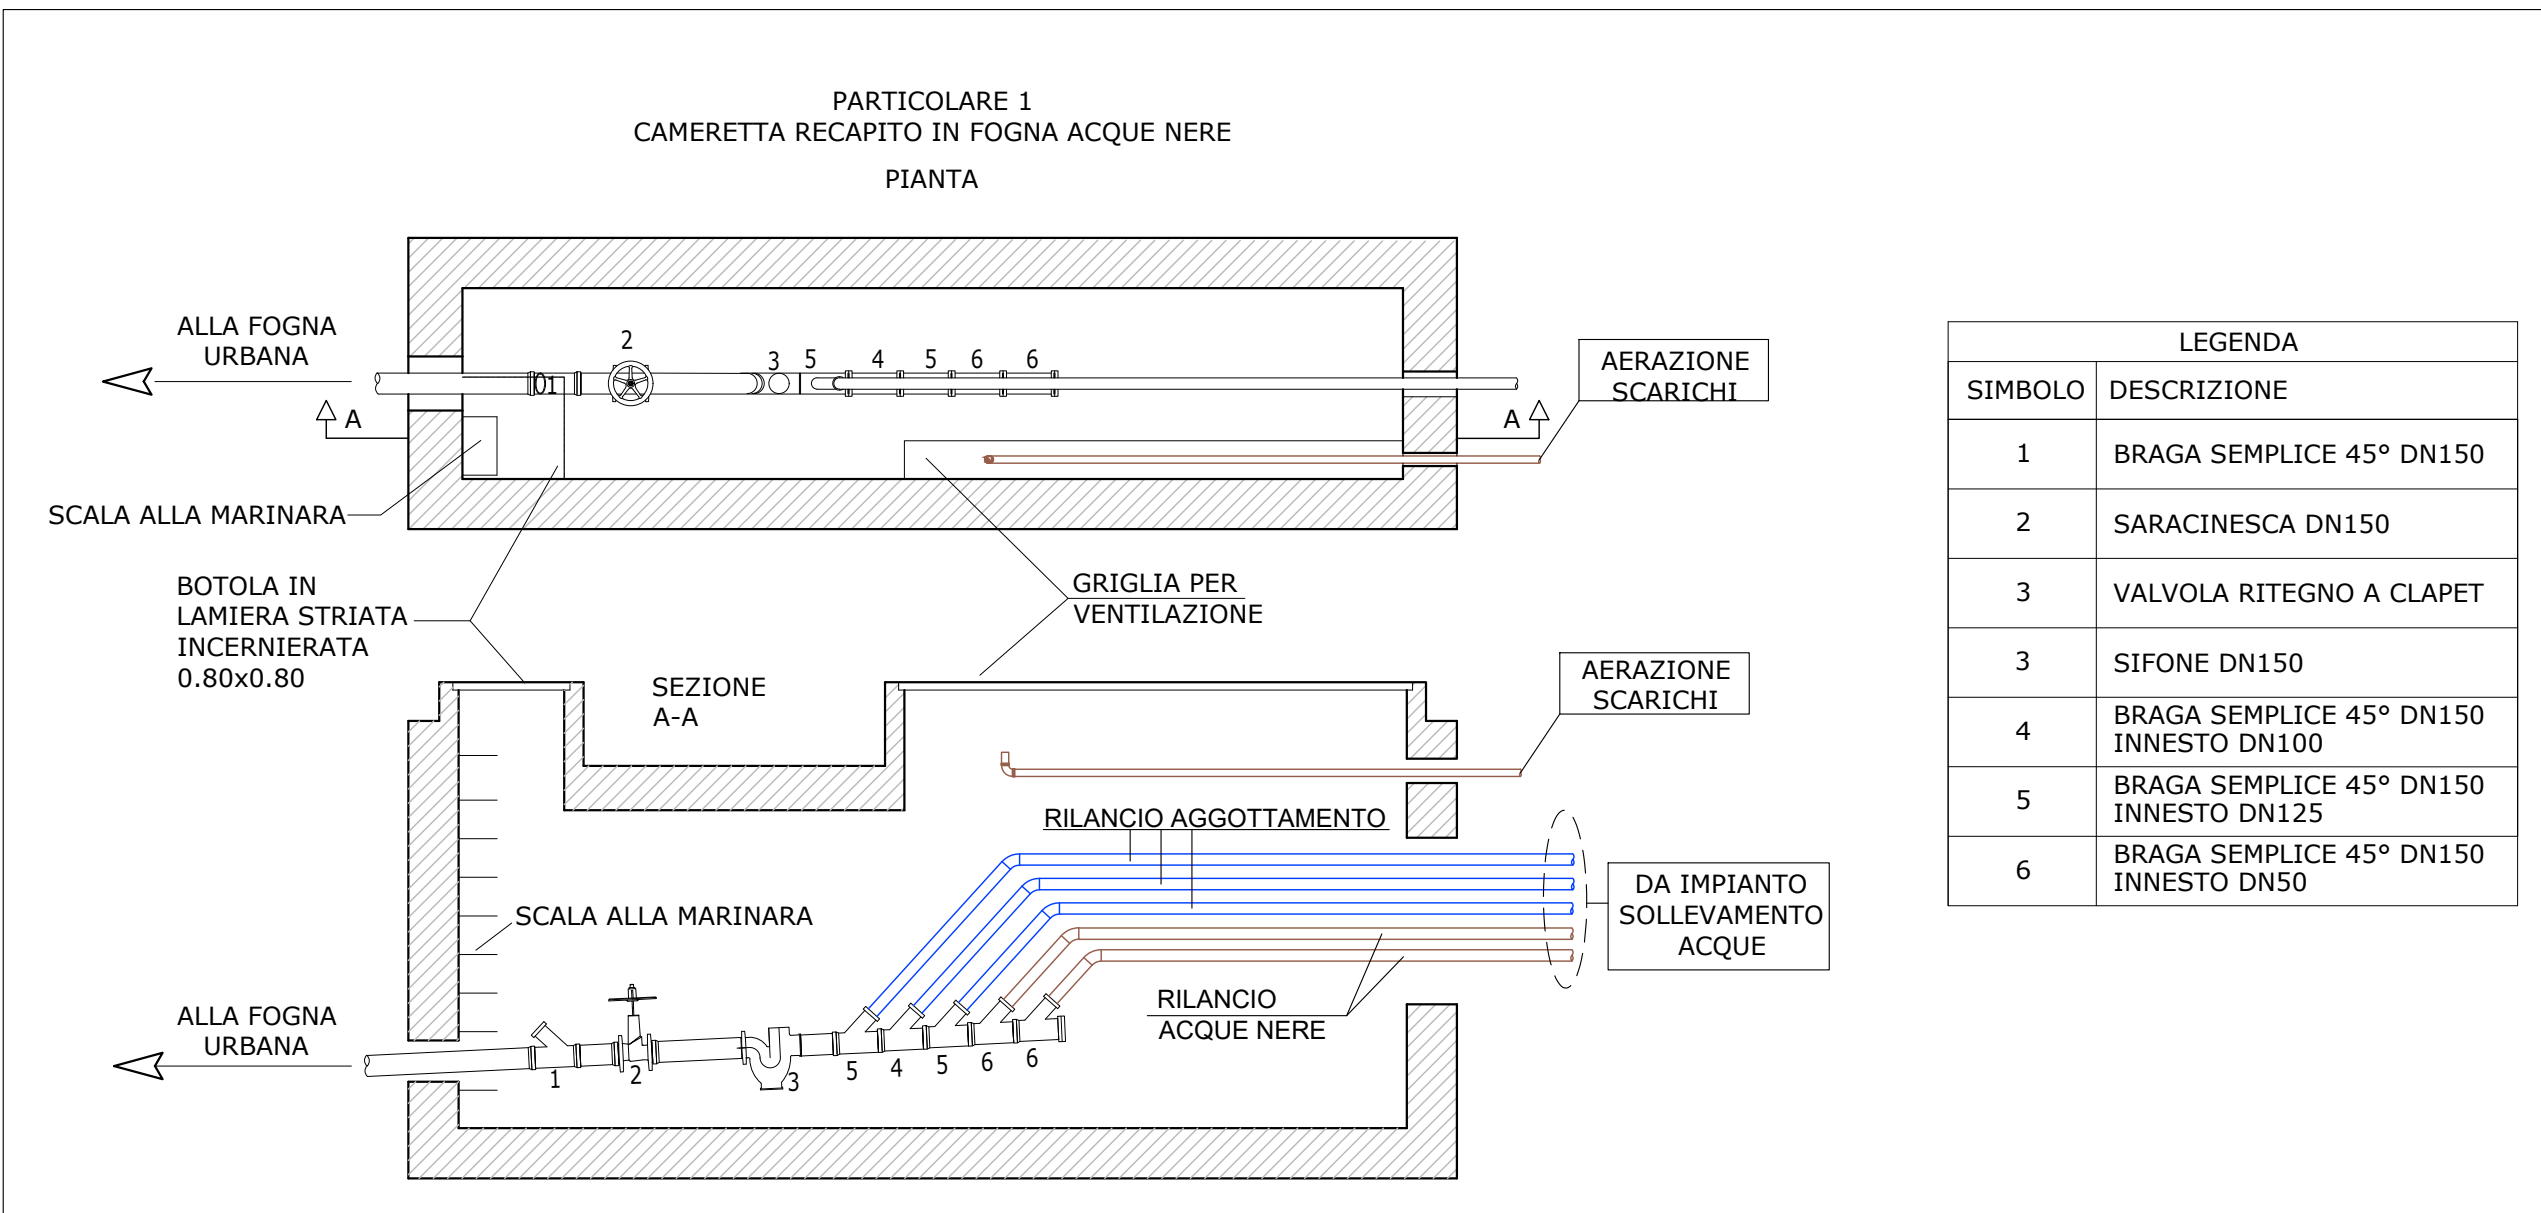 PARTICOLARE 1
CAMERETTA RECAPITO IN FOGNA ACQUE NERE
PIANTA
ALLA FOGNA
URBANA
2
01
3
5
4
5
6
6
A
A
AERAZIONE
SCARICHI
SCALA ALLA MARINARA
BOTOLA IN
LAMIERA STRIATA
INCERNIERATA
0.80x0.80
GRIGLIA PER
VENTILAZIONE
SEZIONE
A-A
AERAZIONE
SCARICHI
RILANCIO AGGOTTAMENTO
SCALA ALLA MARINARA
DA IMPIANTO
SOLLEVAMENTO
ACQUE
RILANCIO
ACQUE NERE
ALLA FOGNA
URBANA
1
2
3
5
4
5
6
6
LEGENDA
SIMBOLO DESCRIZIONE
1 BRAGA SEMPLICE 45° DN150
2 SARACINESCA DN150
3 VALVOLA RITEGNO A CLAPET
3 SIFONE DN150
4 BRAGA SEMPLICE 45° DN150
INNESTO DN100
5 BRAGA SEMPLICE 45° DN150
INNESTO DN125
6 BRAGA SEMPLICE 45° DN150
INNESTO DN50